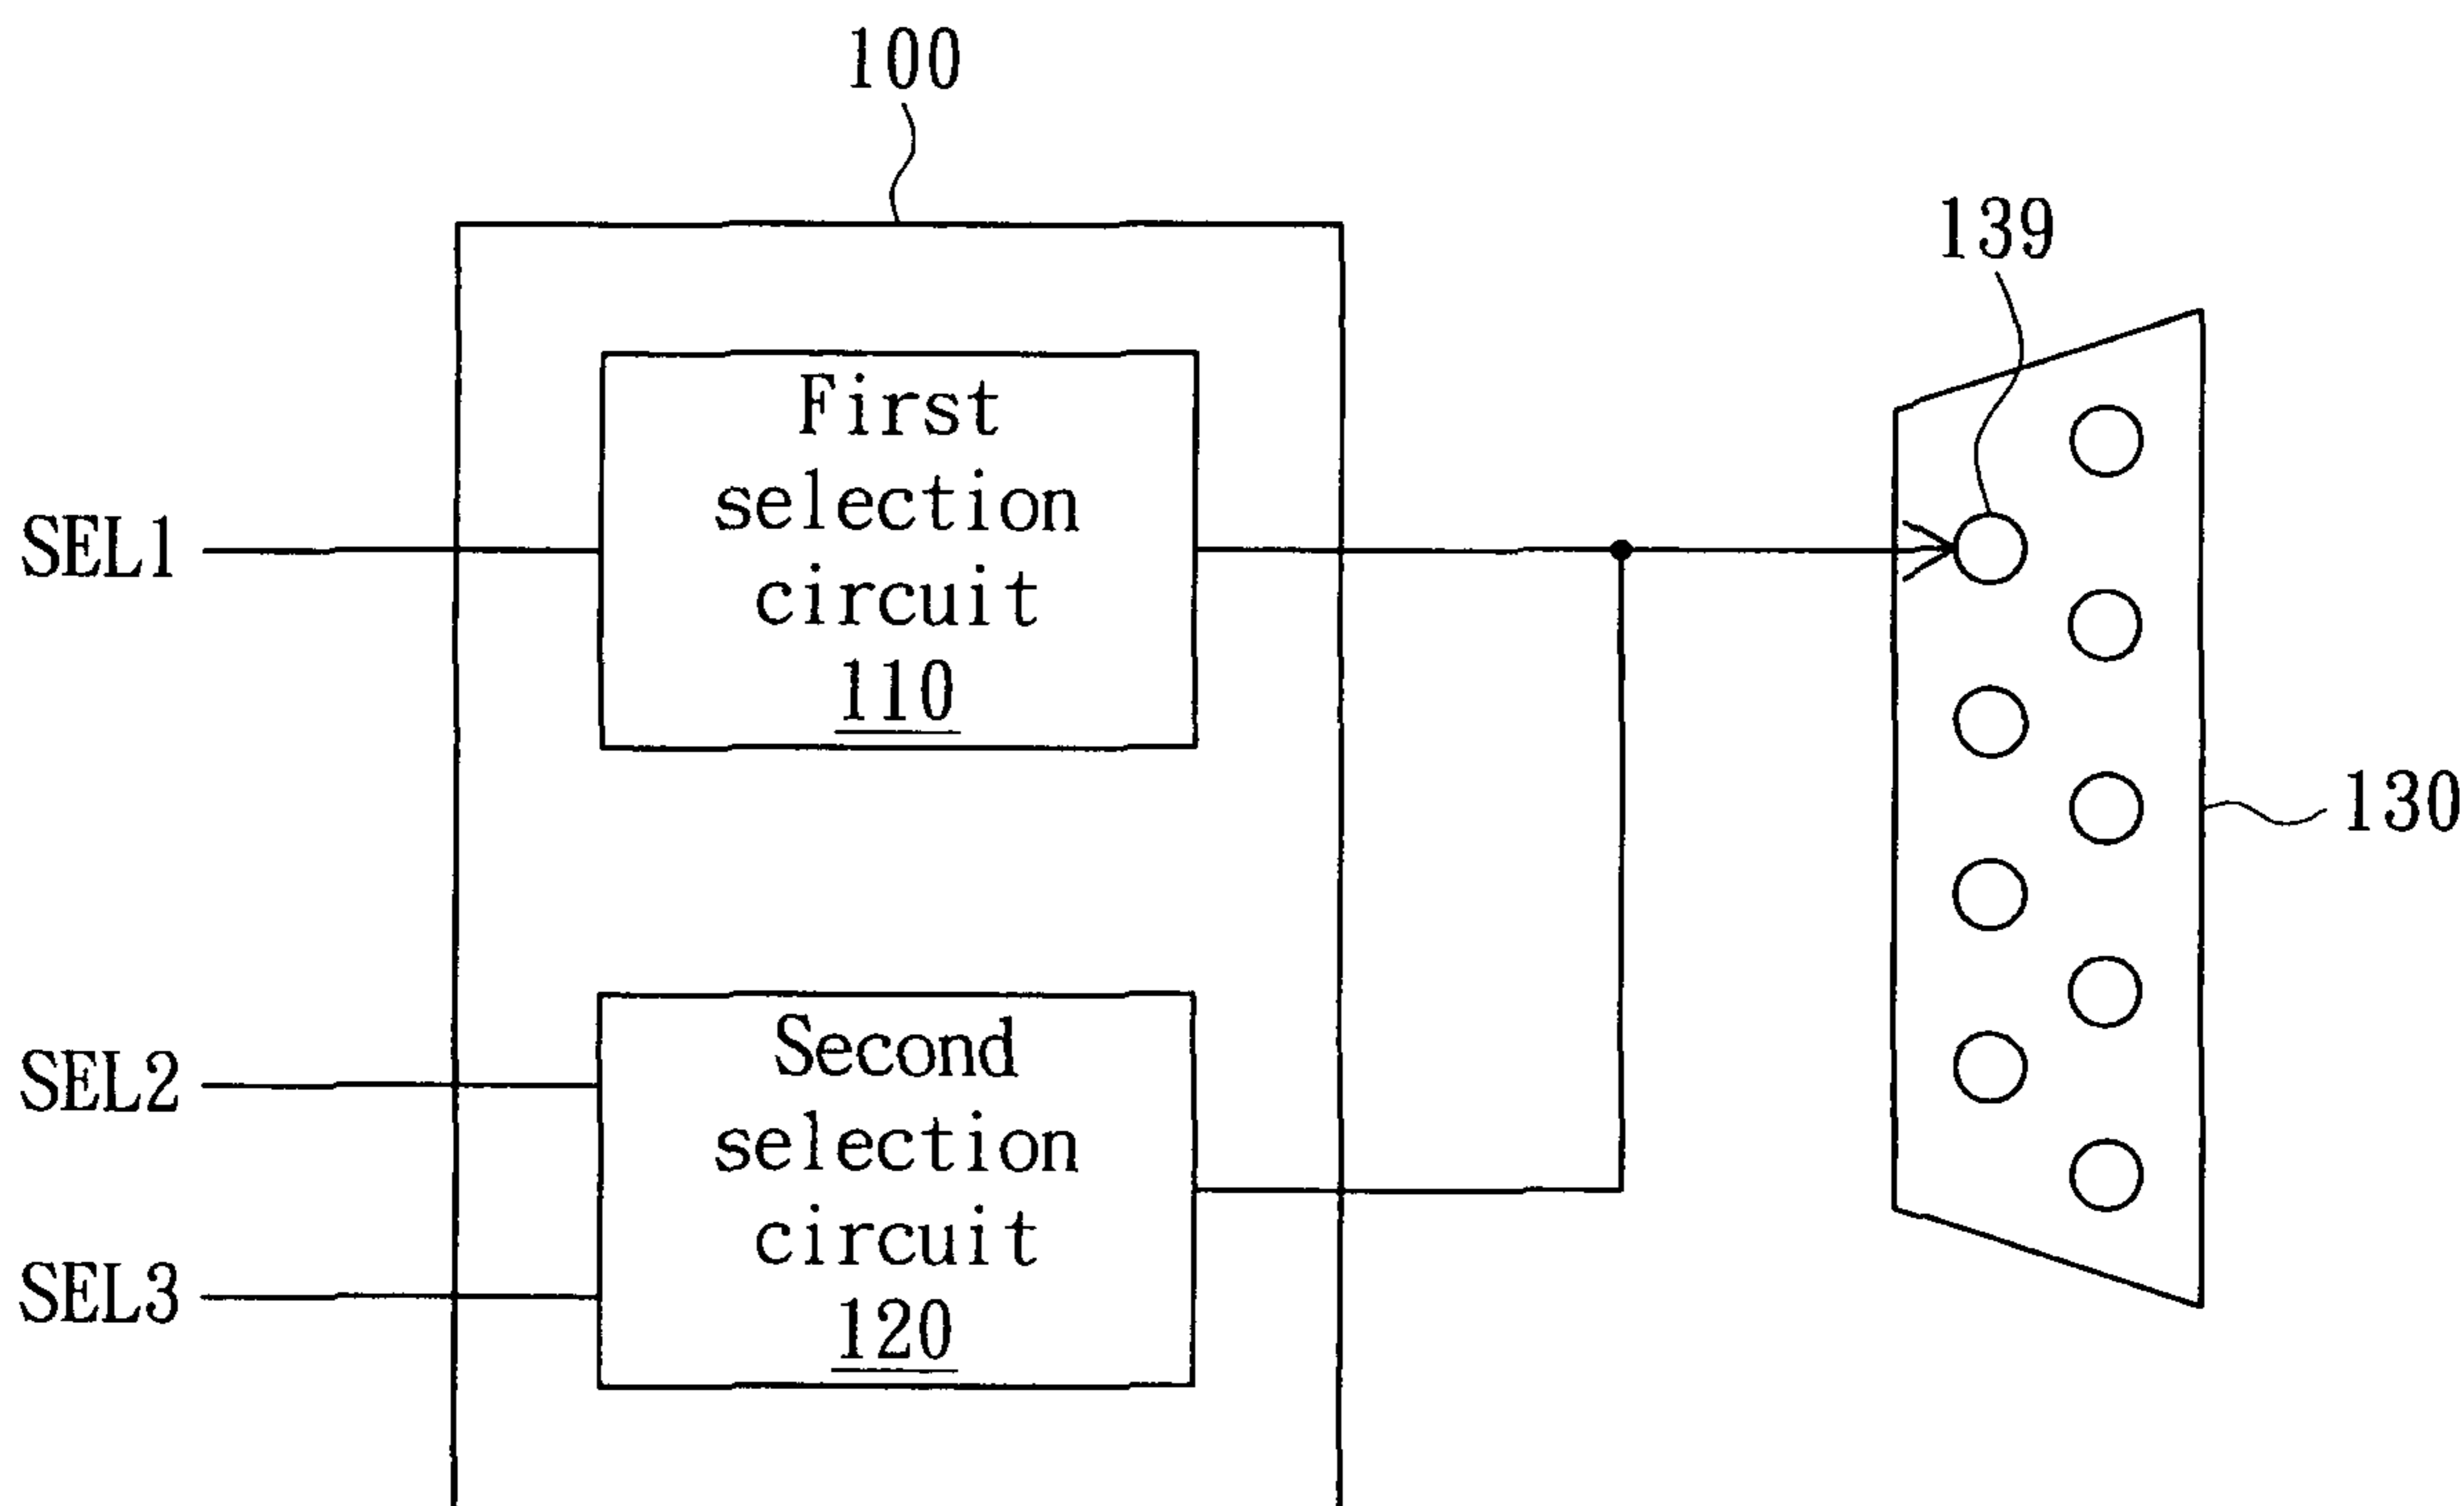 100
139
First
selection
circuit
110
SEL1
130
Second
selection
circuit
120
SEL2
SEL3